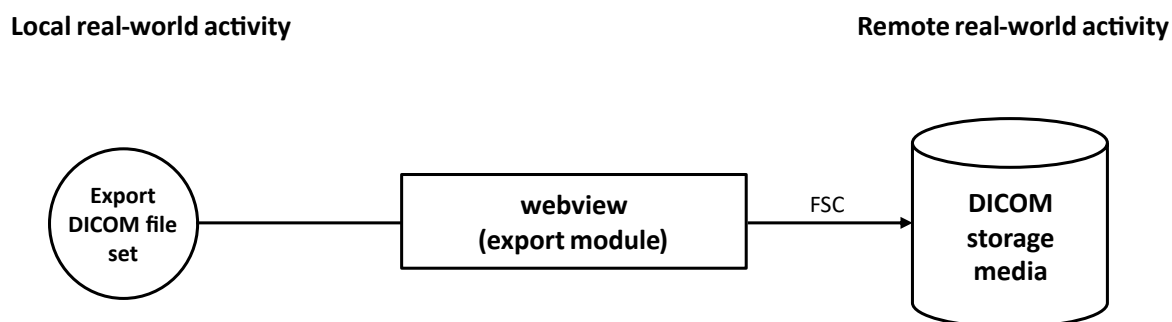 Local real-world activity
Remote real-world activity
Export
DICOM file
set
webview
(export module)
FSC
DICOM
storage
media